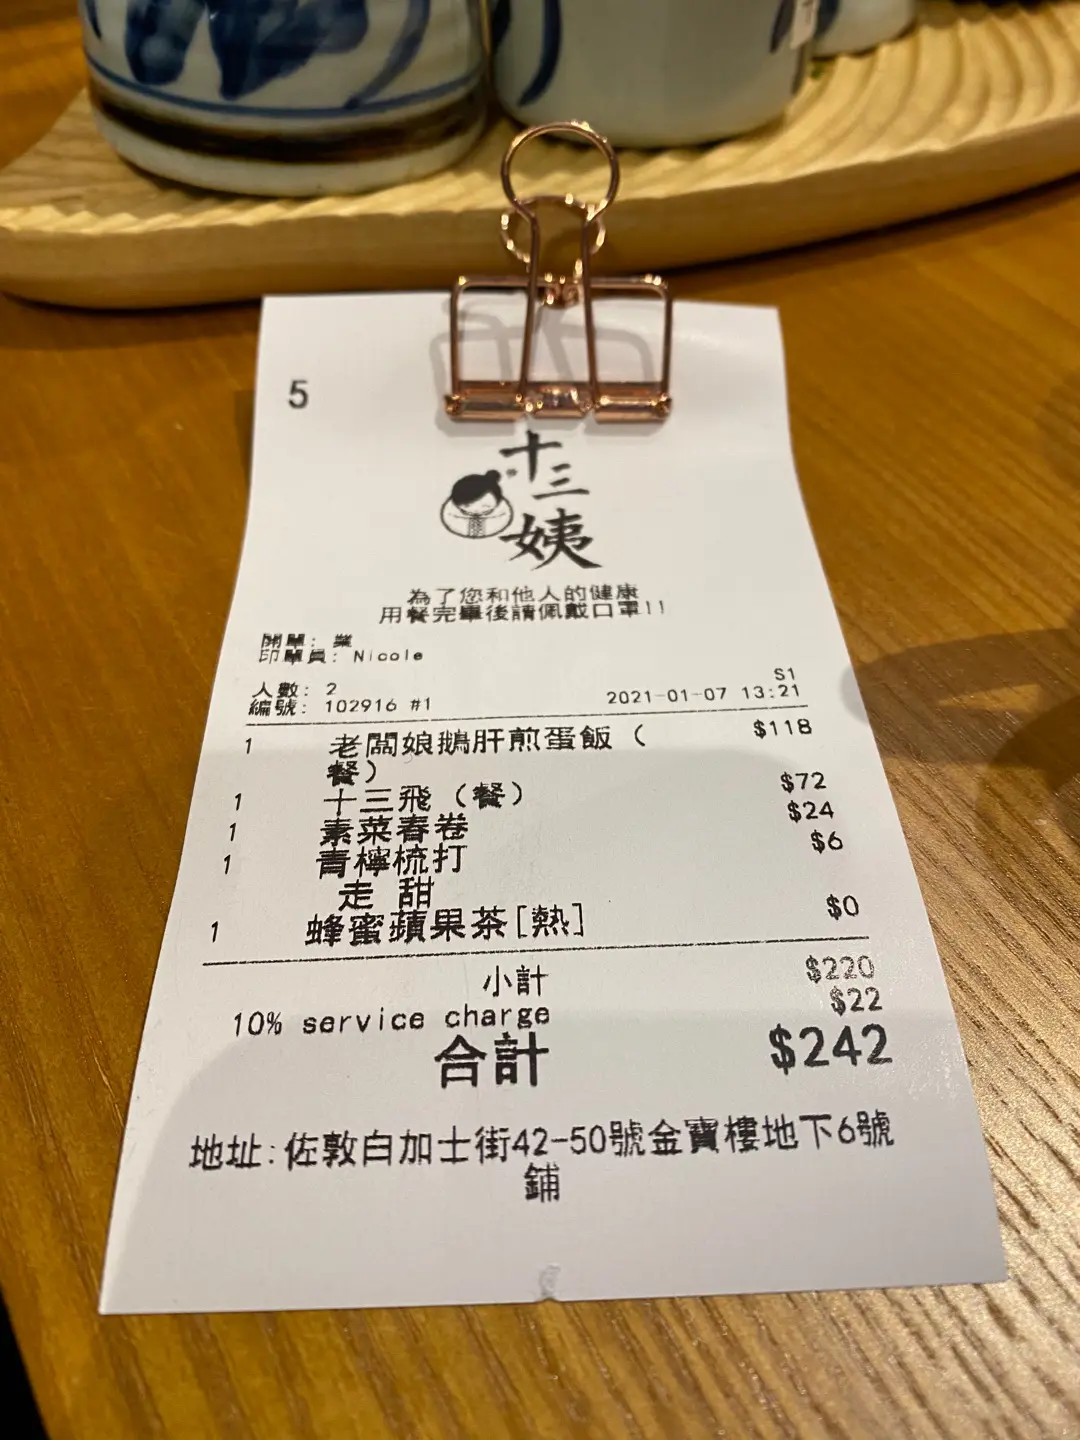 5
十三姨
為了您和他人的健康
用餐完畢後請佩戴口罩!!
開單: 業
印單員: Nicole
人數: 2
S1
編號: 102916 #1 2021-01-07 13:21
1 老闆娘鵝肝煎蛋飯 ( $118
餐)
1 十三飛 (餐) $72
1 素菜春卷 $24
1 青檸梳打 $6
走 甜
1 蜂蜜蘋果茶[熱] $0
小計 $220
10% service charge $22
合計 $242
地址:佐敦白加士街42-50號金寶樓地下6號
鋪